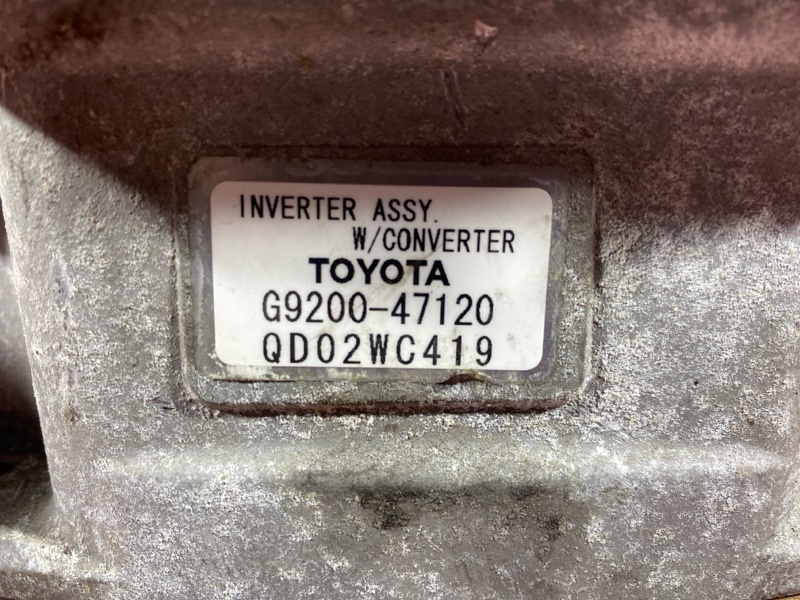 INVERTER ASSY.
W/CONVERTER
TOYOTA
G9200-47120
QD02WC419